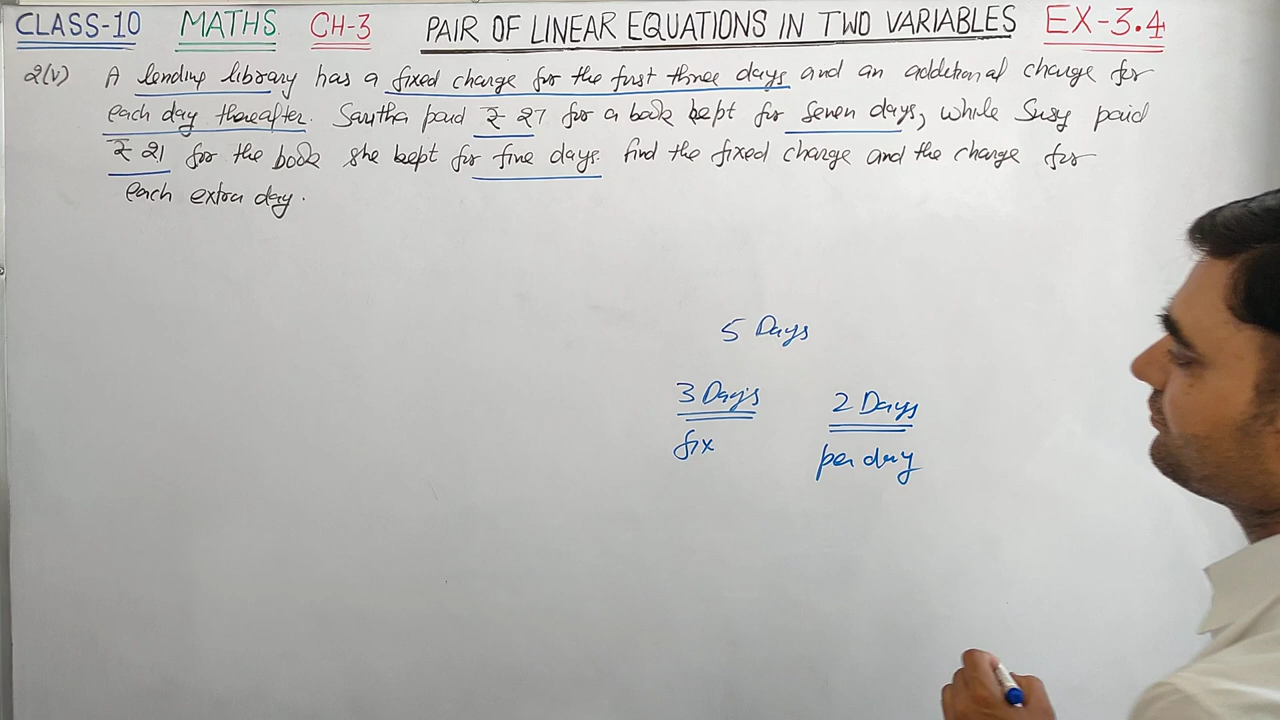 CLASS-10 MATHS CH-3 PAIR OF LINEAR EQUATIONS IN TWO VARIABLES EX-3.4
2(v) A lending library has a fixed charge for the first three days and an additional charge for
each day thereafter. Saritha paid ₹ 27 for a book kept for seven days, while Susy paid
₹ 21 for the book she kept for five days. find the fixed charge and the charge for
each extra day.
5 Days
3 Days 2 Days
fix per day